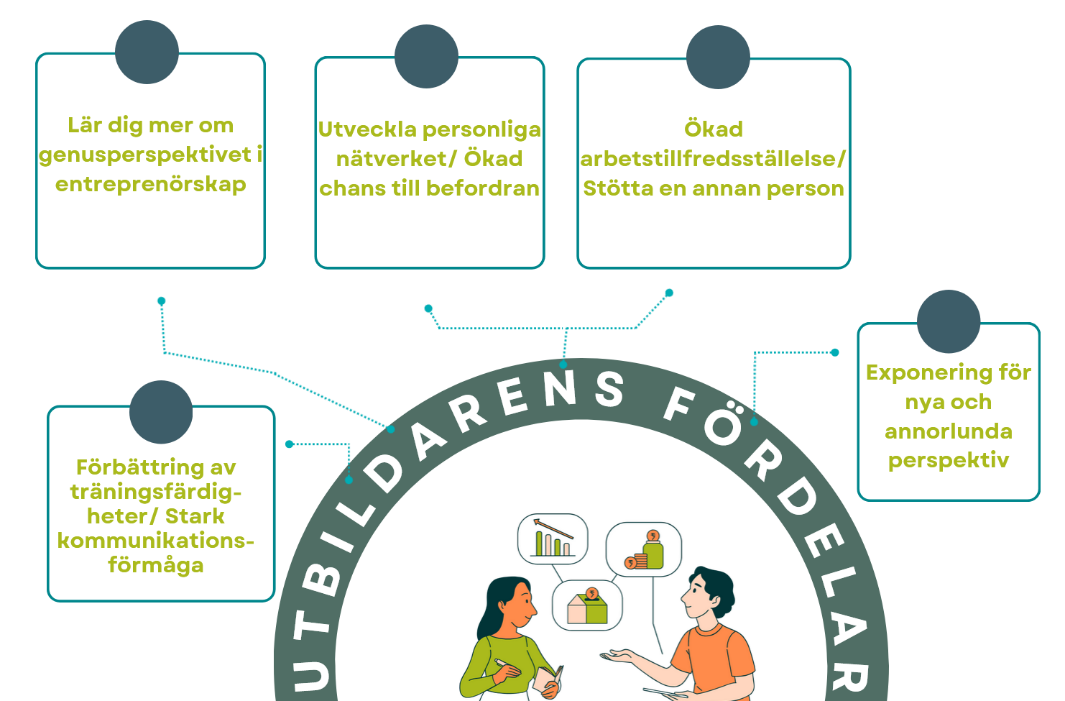 Lär dig mer om
genusperspektivet i
entreprenörskap
Utveckla personliga
nätverket/ Ökad
chans till befordran
Ökad
arbetstillfredsställelse/
Stötta en annan person
Exponering för
nya och
annorlunda
perspektiv
Förbättring av
träningsfärdig-
heter/ Stark
kommunikations-
förmåga
UTBILDARENS FÖRDELAR